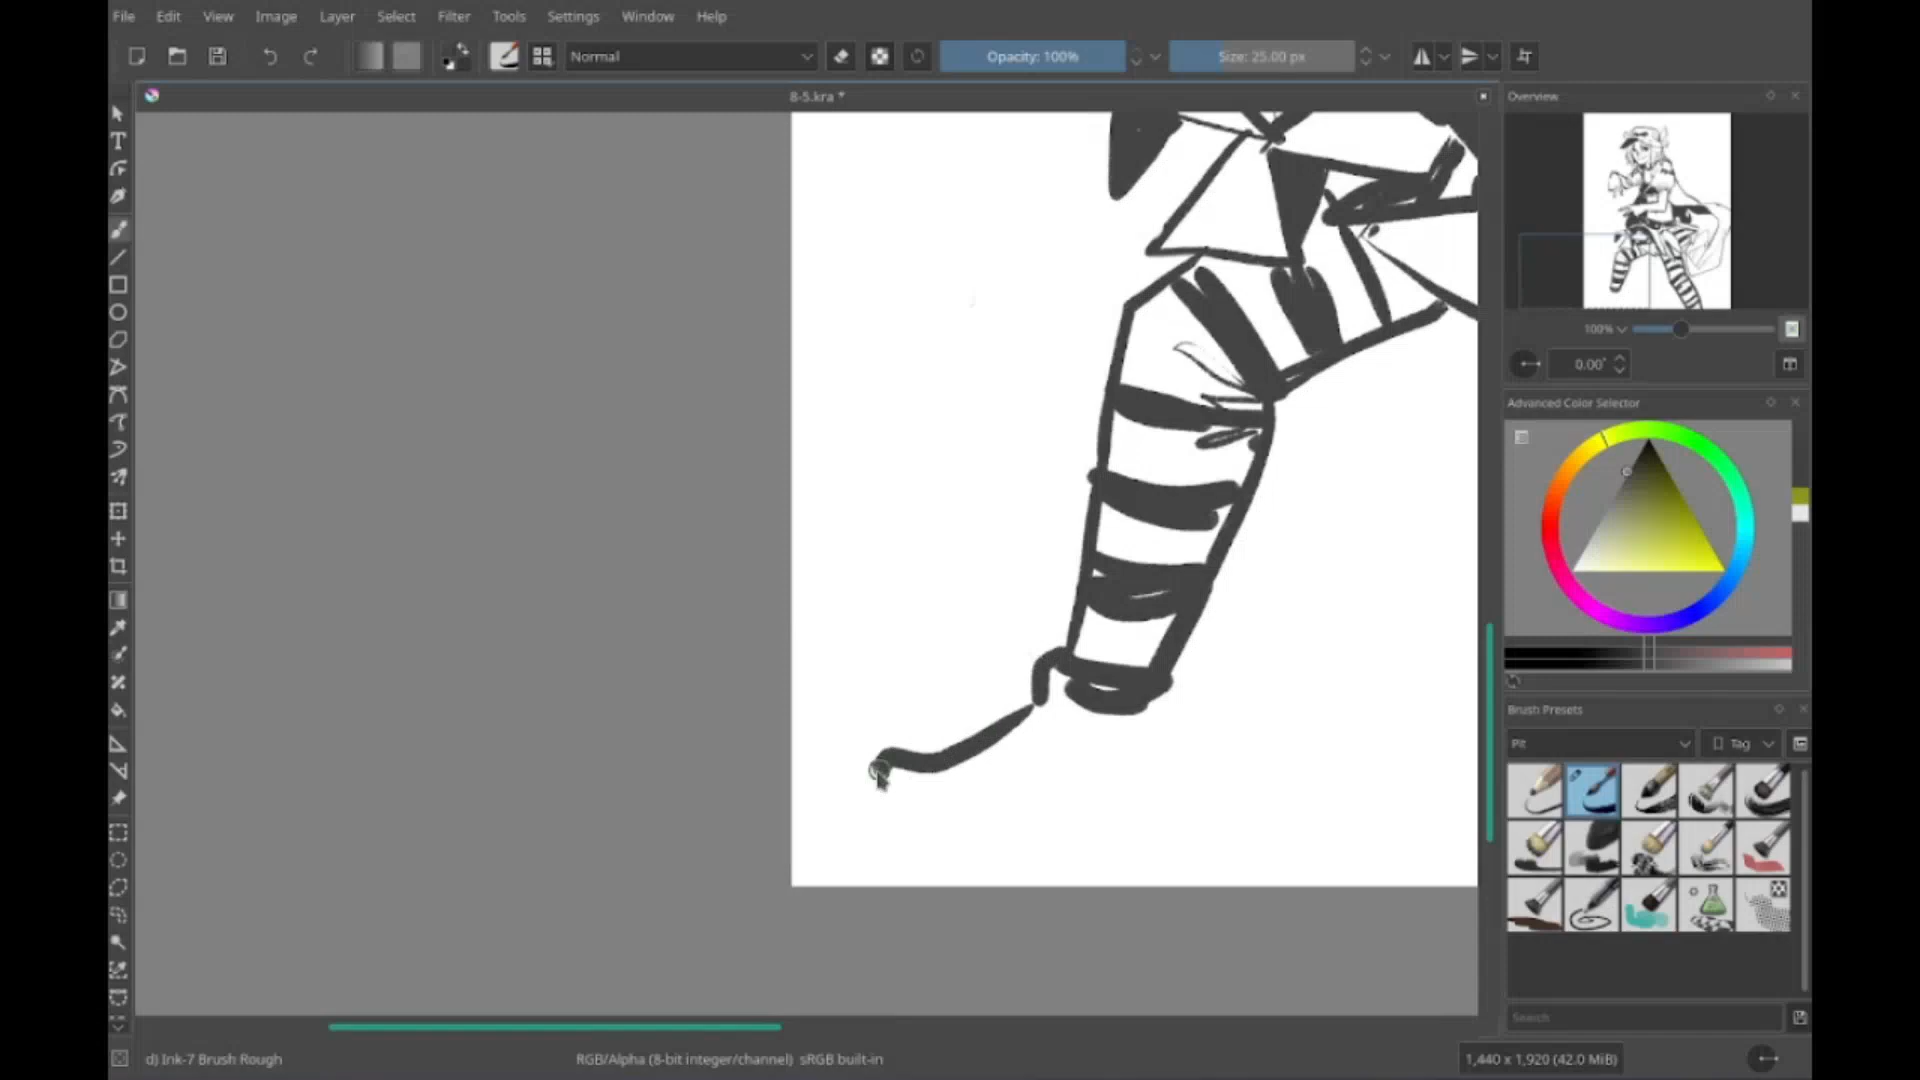 File Edit View Image Layer Select Filter Tools Settings Window Help
Normal Opacity: 100% Size: 25.00 px
8-5.kra *
Overview
100%
0.00°
Advanced Color Selector
Brush Presets
Pit Tag
Search
d) Ink-7 Brush Rough RGB/Alpha (8-bit integer/channel) sRGB built-in 1,440 x 1,920 (42.0 MiB)